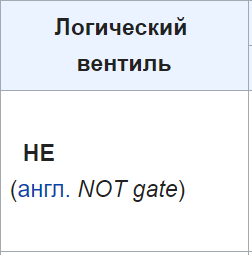 Логический
вентиль
НЕ
(англ. NOT gate)